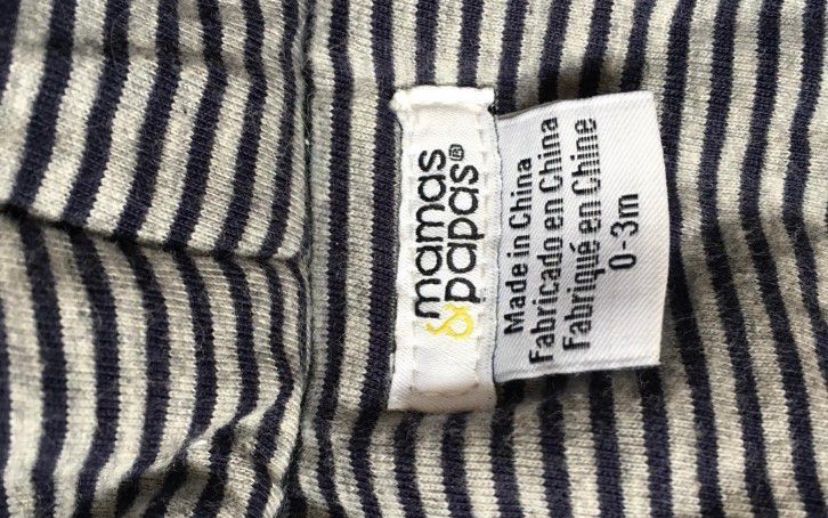 mamas
&papas®
Made in China
Fabricado en China
Fabriqué en Chine
0-3m